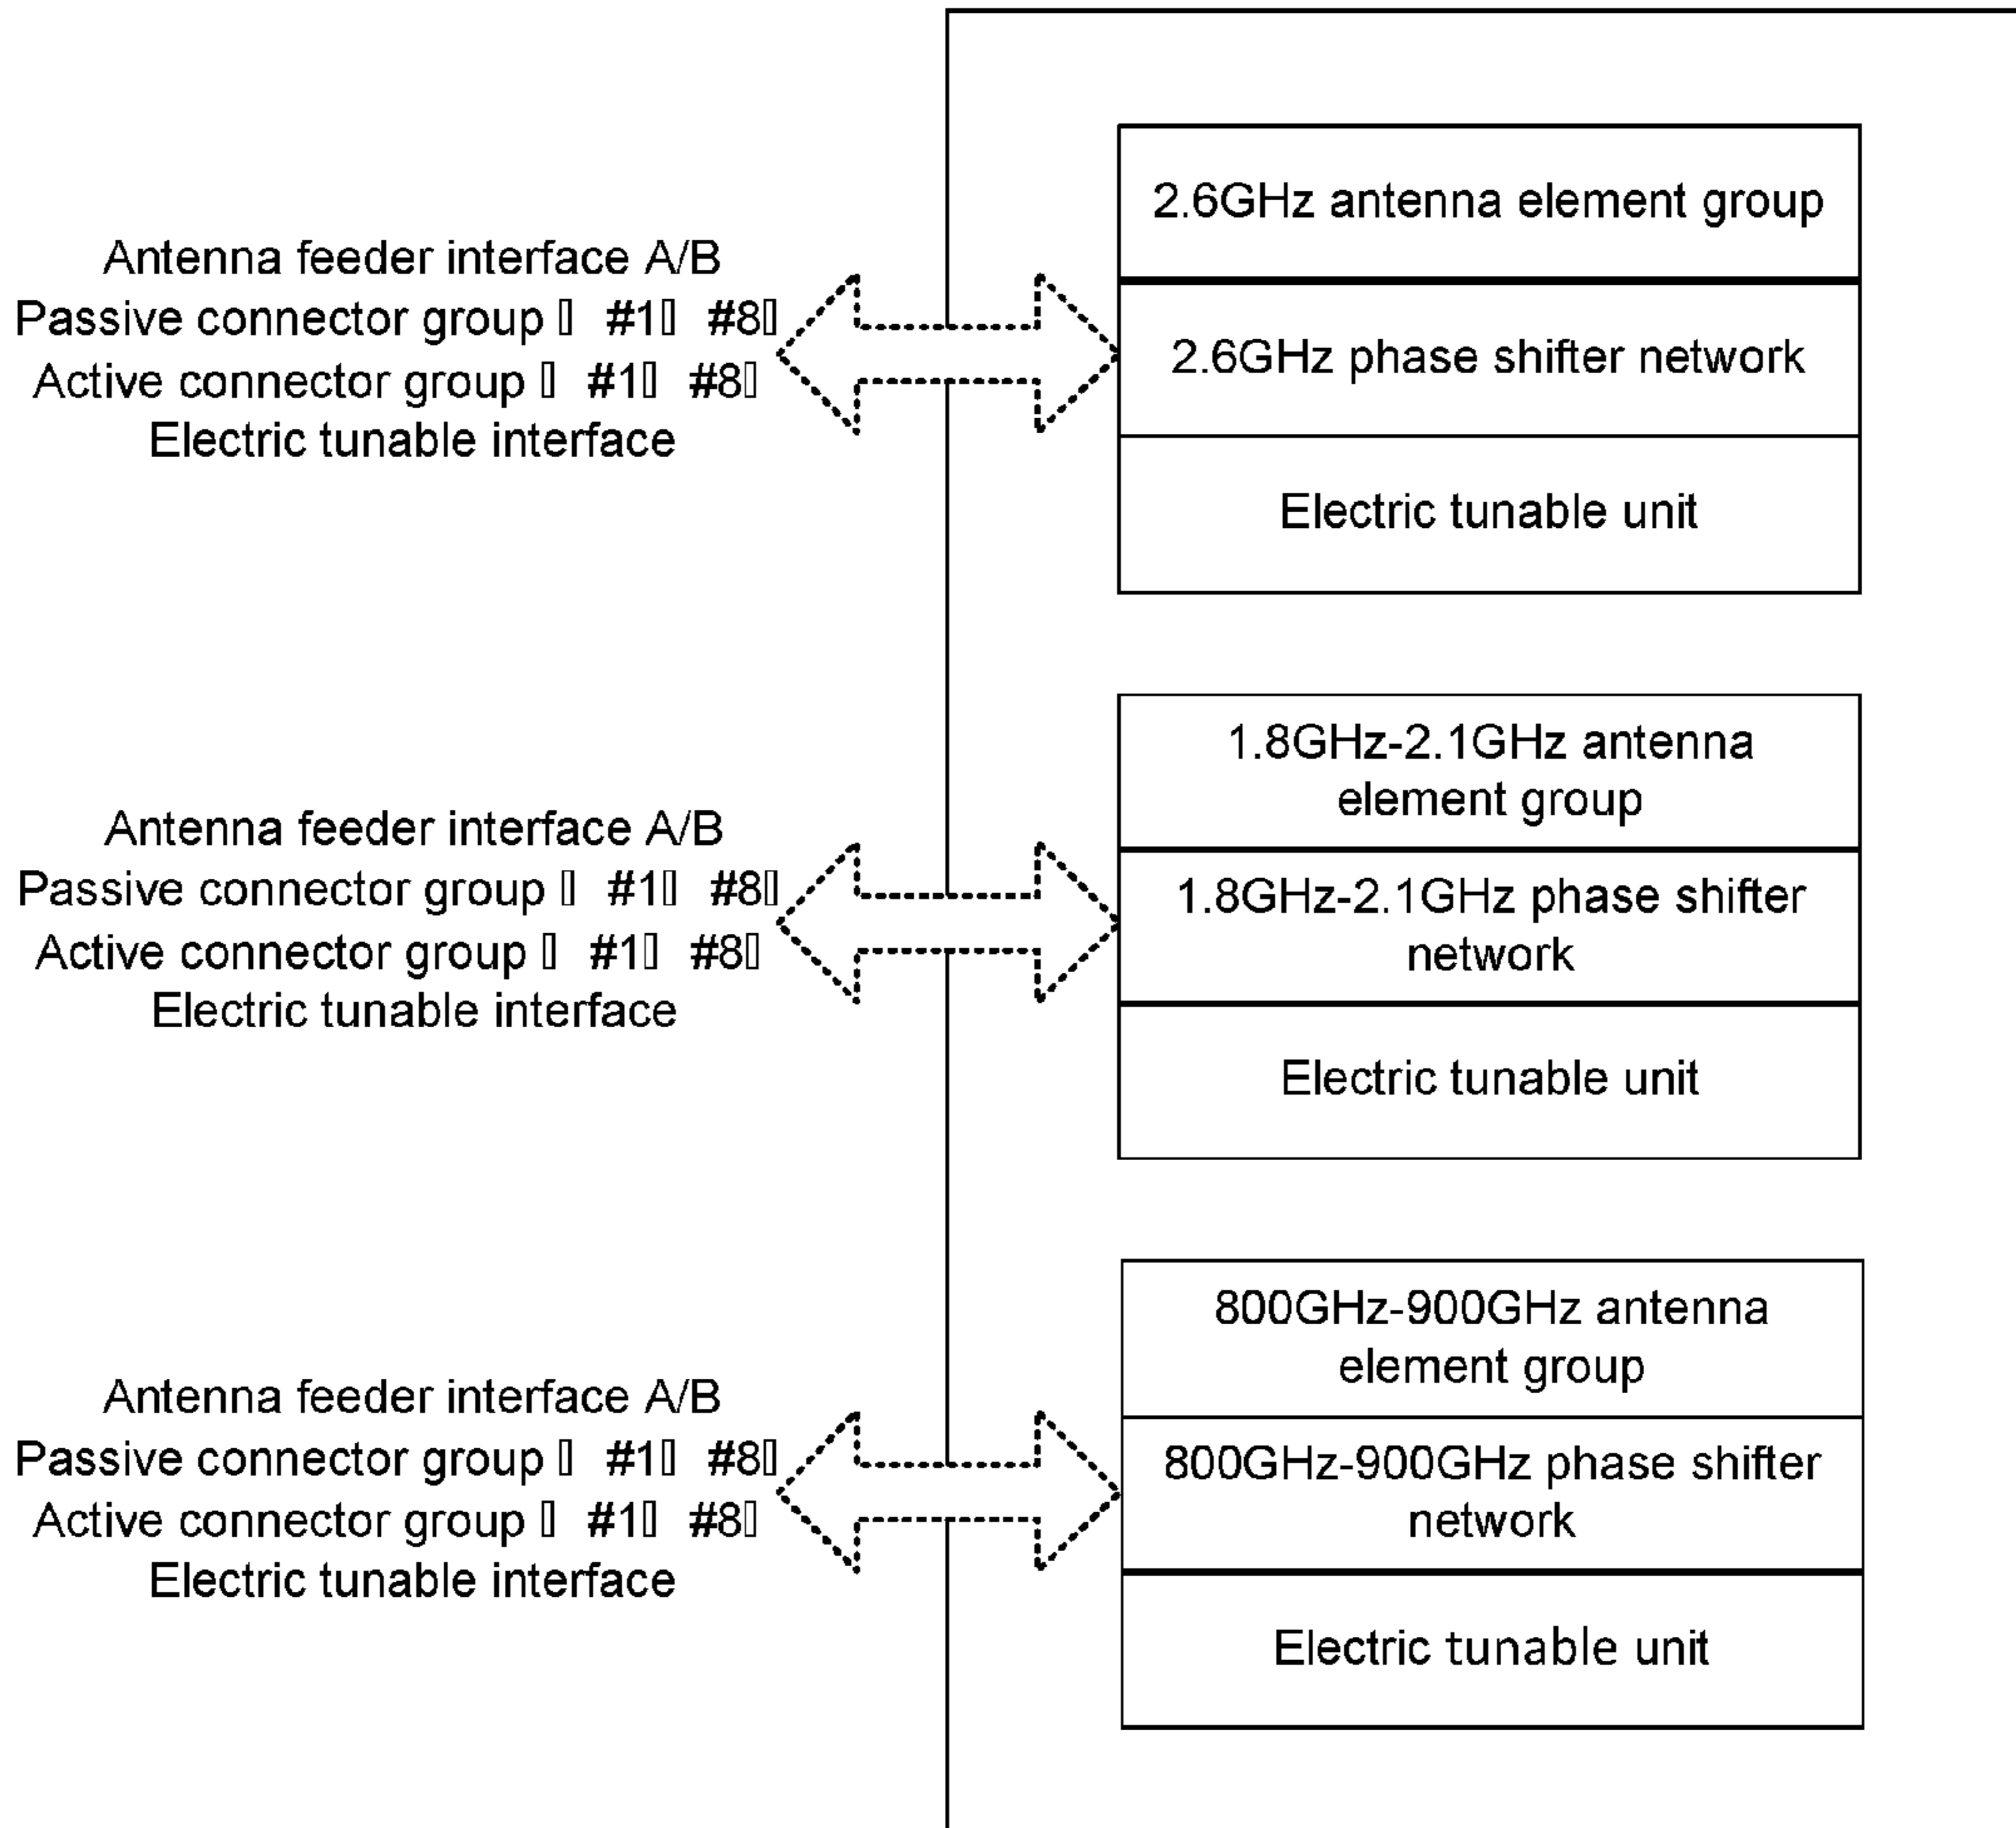 Antenna feeder interface A/B
Passive connector group ▯ #1▯ #8▯
Active connector group ▯ #1▯ #8▯
Electric tunable interface
2.6GHz antenna element group
2.6GHz phase shifter network
Electric tunable unit
Antenna feeder interface A/B
Passive connector group ▯ #1▯ #8▯
Active connector group ▯ #1▯ #8▯
Electric tunable interface
1.8GHz-2.1GHz antenna
element group
1.8GHz-2.1GHz phase shifter
network
Electric tunable unit
Antenna feeder interface A/B
Passive connector group ▯ #1▯ #8▯
Active connector group ▯ #1▯ #8▯
Electric tunable interface
800GHz-900GHz antenna
element group
800GHz-900GHz phase shifter
network
Electric tunable unit